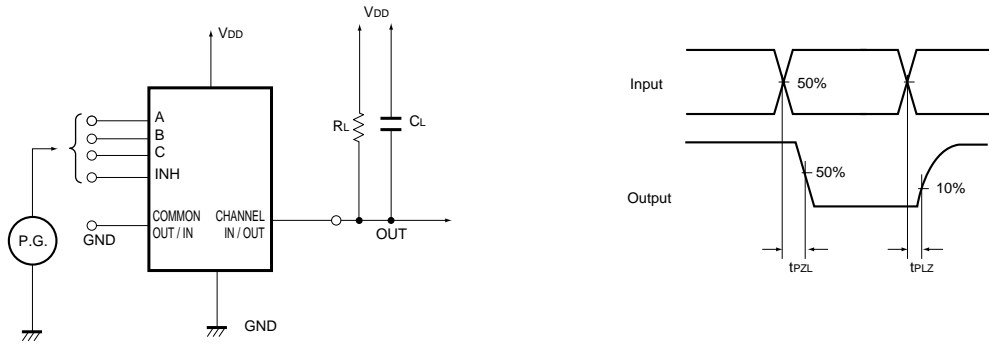 VDD
VDD
RL
CL
A
B
C
INH
COMMON
OUT / IN
CHANNEL
IN / OUT
GND
P.G.
OUT
GND
Input
50%
Output
50%
10%
tPZL
tPLZ